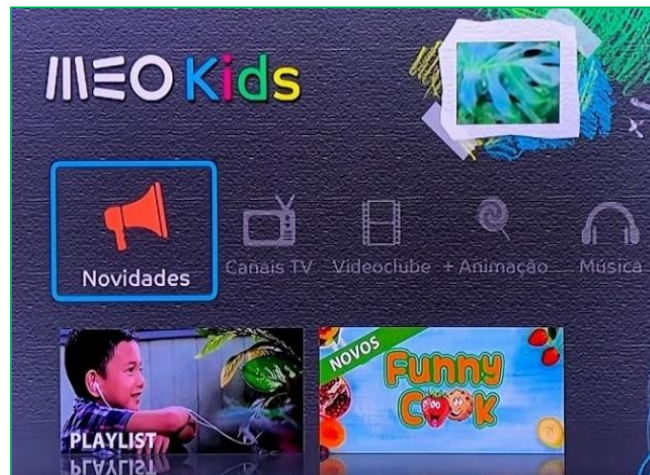 MEO Kids
Novidades
Canais TV
Videoclube
+ Animação
Música
PLAYLIST
NOVOS
Funny
COOK